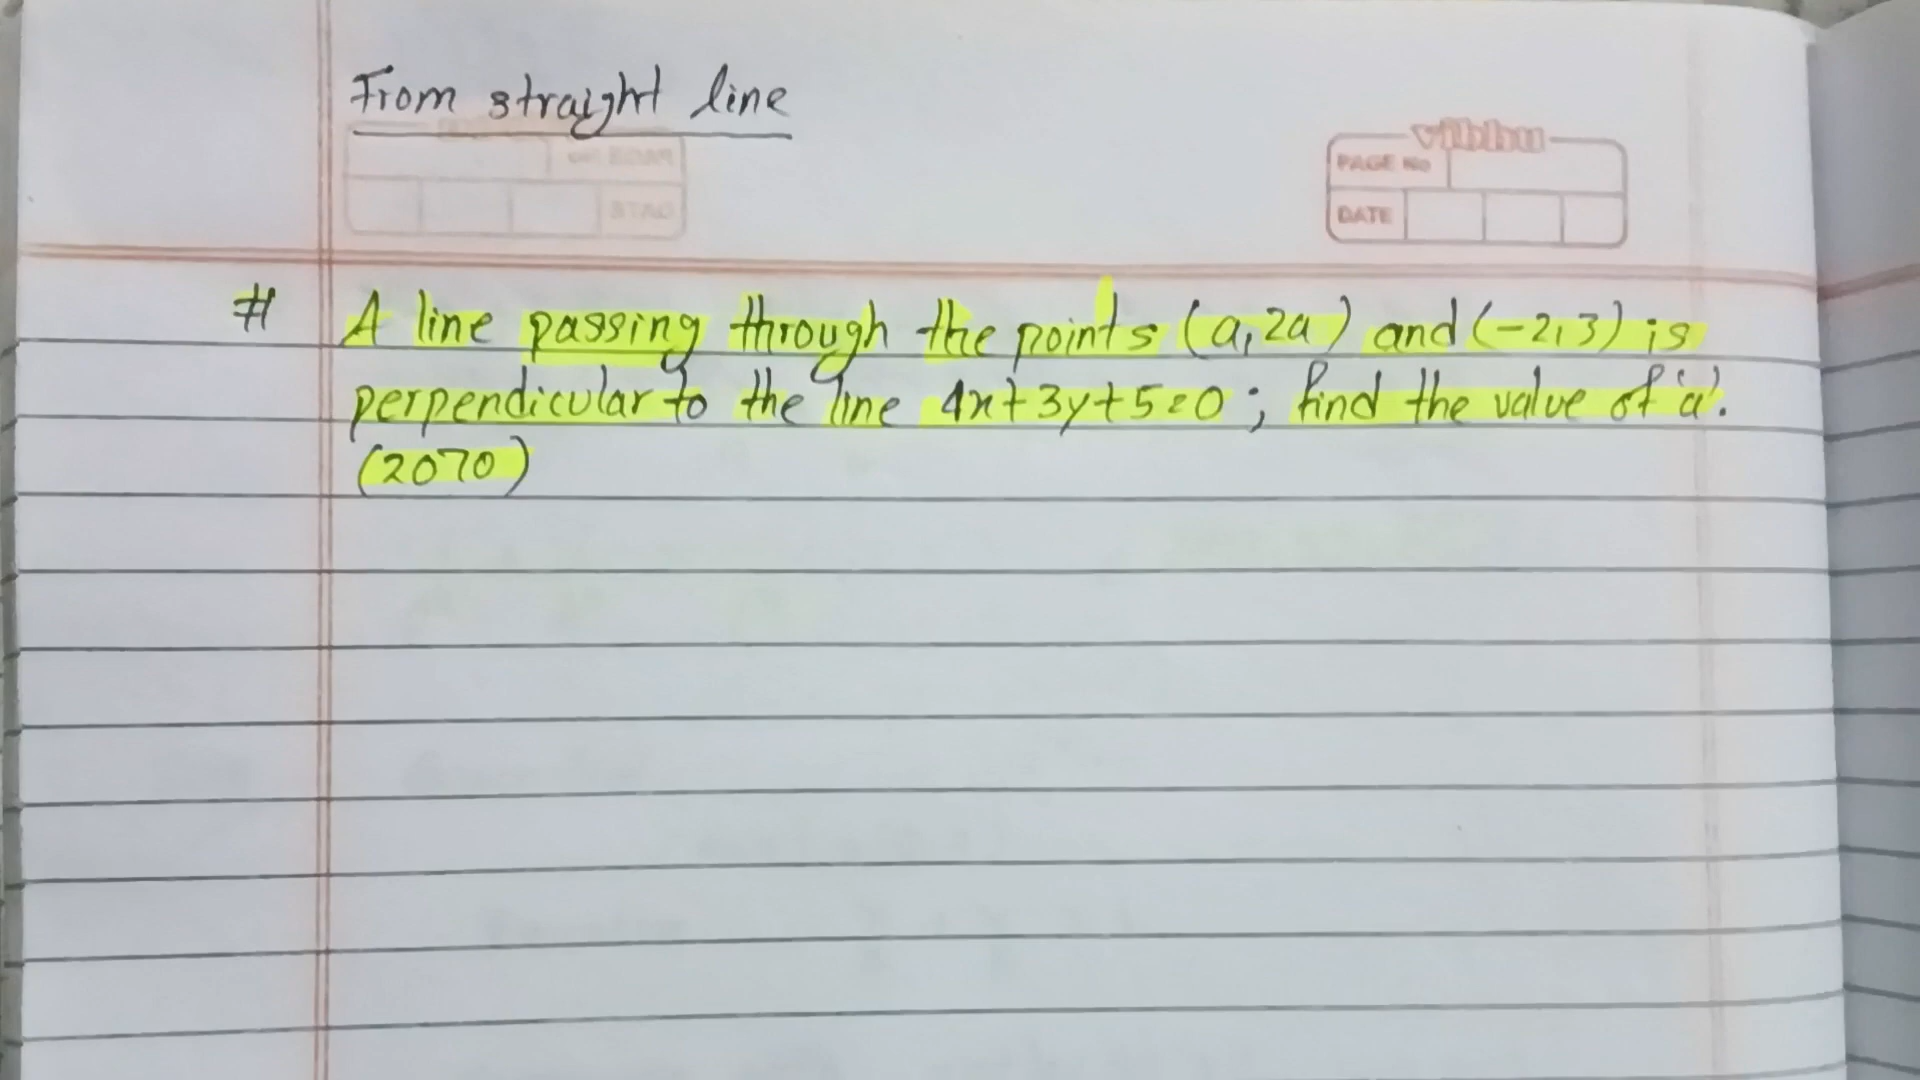 From straight line
vibhu
PAGE No
DATE
# A line passing through the points (a, 2a) and (-2, 3) is
perpendicular to the line 4x+3y+5=0; find the value of 'a'.
(2070)